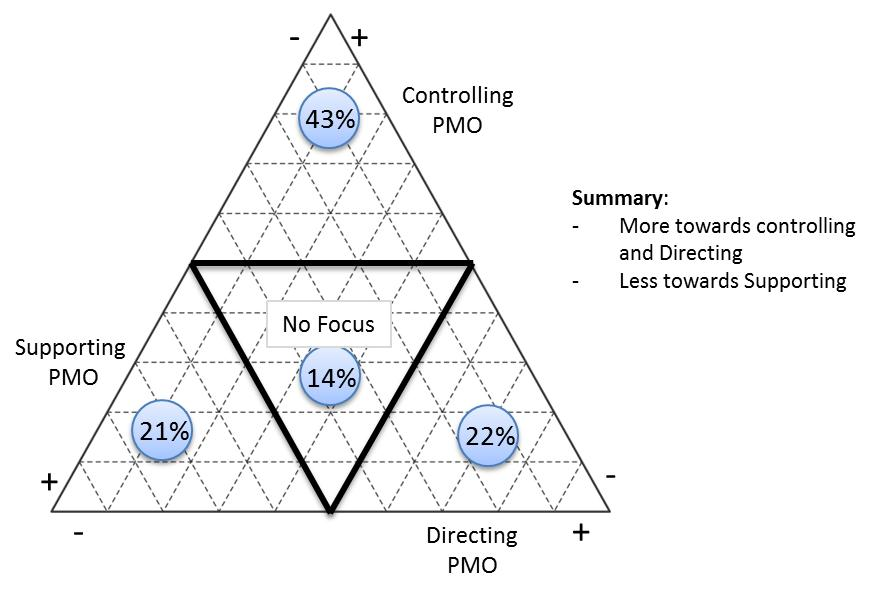 - +
Controlling
PMO
43%
Summary:
- More towards controlling
and Directing
- Less towards Supporting
No Focus
Supporting
PMO
14%
21%
22%
+
-
-
+
Directing
PMO